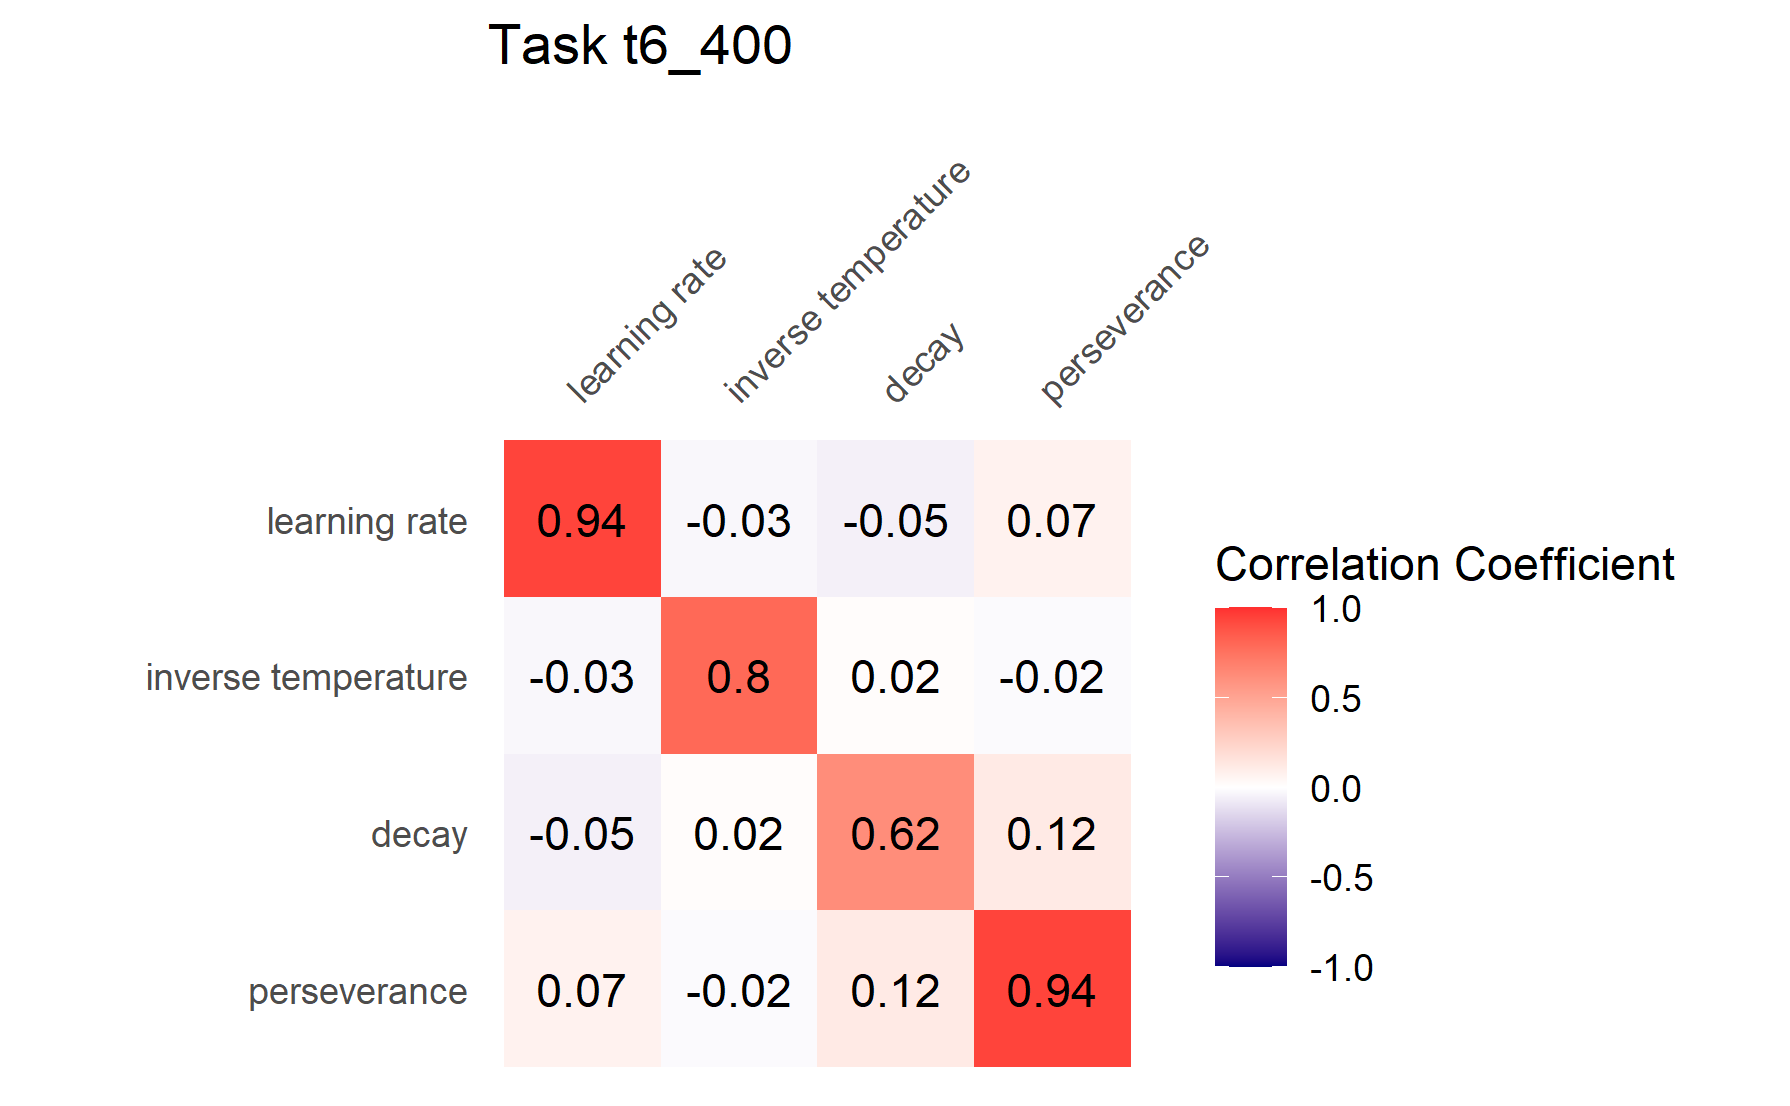 Task t6_400
learning rate
inverse temperature
decay
perseverance
learning rate
0.94 -0.03 -0.05 0.07
inverse temperature
-0.03 0.8 0.02 -0.02
decay
-0.05 0.02 0.62 0.12
perseverance
0.07 -0.02 0.12 0.94
Correlation Coefficient
1.0
0.5
0.0
-0.5
-1.0